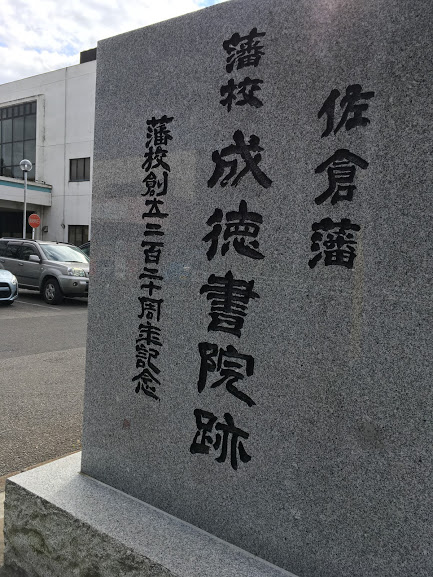 佐倉藩
藩校 成徳書院跡
藩校創立二百二十周年記念